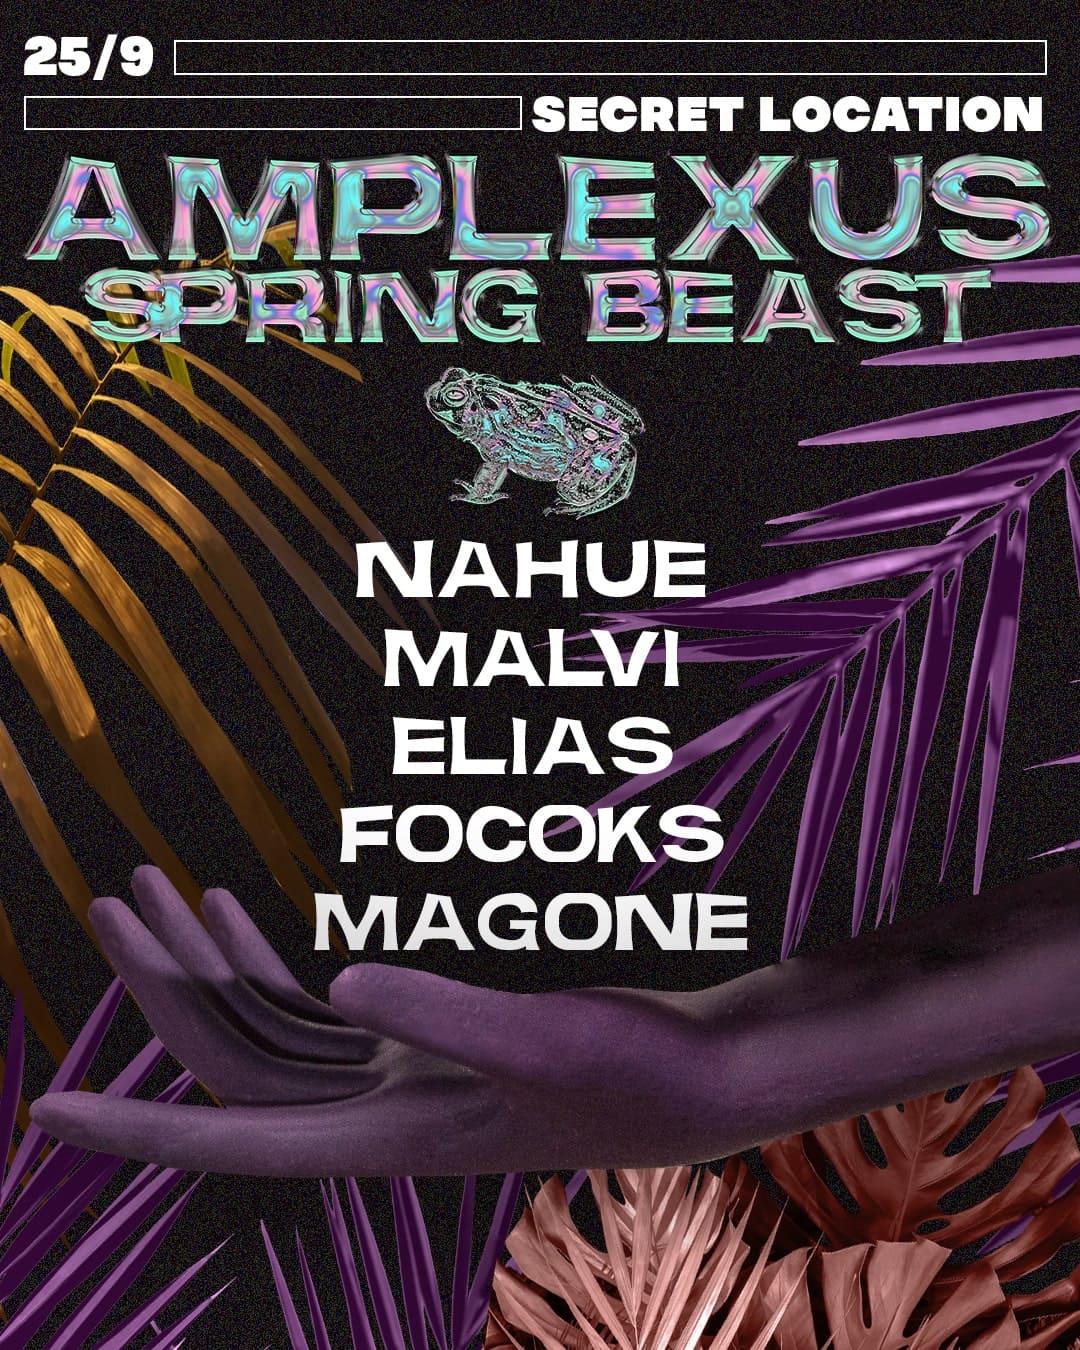 25/9
SECRET LOCATION
AMPLEXUS
SPRING BEAST
NAHUE
MALVI
ELIAS
FOCOKS
MAGONE